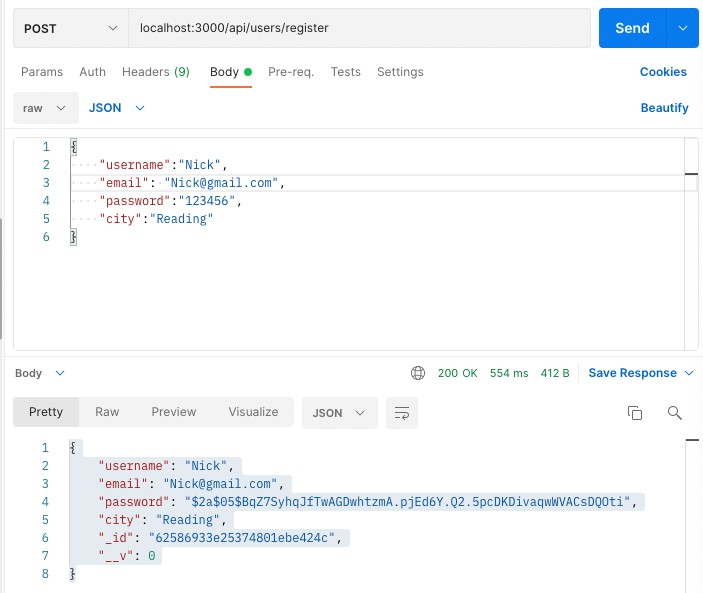 POST localhost:3000/api/users/register Send
Params Auth Headers (9) Body Pre-req. Tests Settings Cookies
raw JSON Beautify
1 {
2 "username":"Nick",
3 "email": "Nick@gmail.com",
4 "password":"123456",
5 "city":"Reading"
6 }
Body 200 OK 554 ms 412 B Save Response
Pretty Raw Preview Visualize JSON
1 {
2 "username": "Nick",
3 "email": "Nick@gmail.com",
4 "password": "$2a$05$BqZ7SyhqJfTwAGDwhtzmA.pjEd6Y.Q2.5pcDKDivaqwWVACsDQOti",
5 "city": "Reading",
6 "_id": "62586933e25374801ebe424c",
7 "__v": 0
8 }